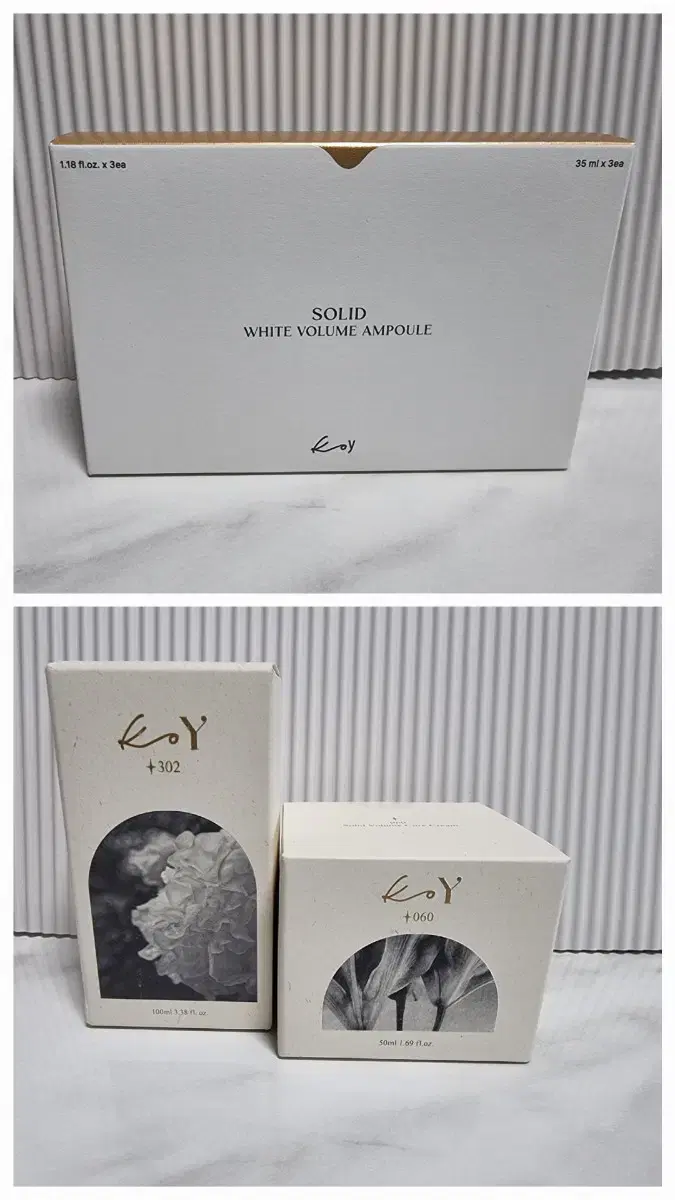 1.18 fl.oz. x 3ea
35 ml x 3ea
SOLID
WHITE VOLUME AMPOULE
KoY
KoY
+302
100ml 3.38 fl. oz.
KoY
+060
50ml 1.69 fl.oz.